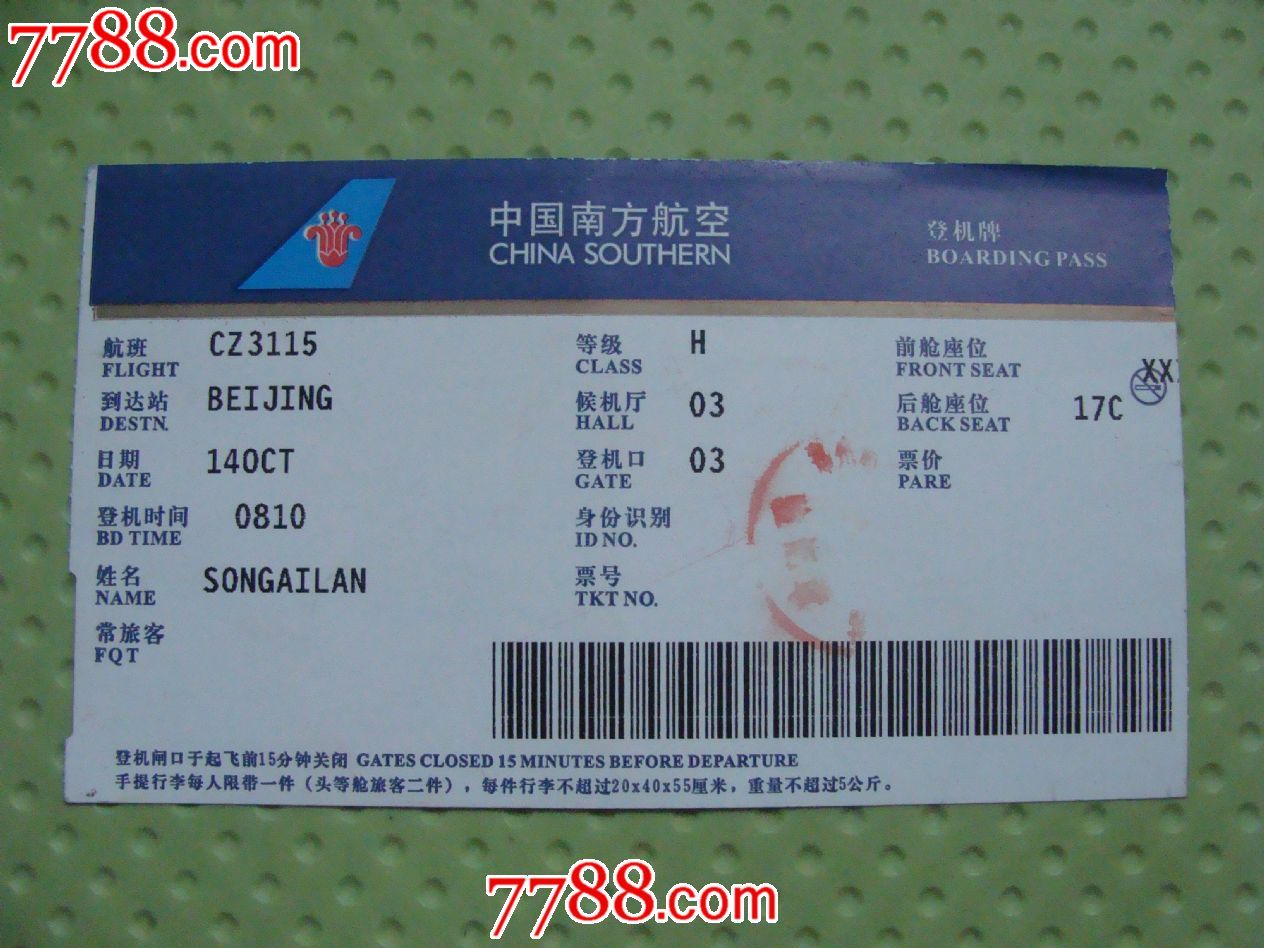 7788.com
中国南方航空
CHINA SOUTHERN
登机牌
BOARDING PASS
航班 CZ3115 等级 H 前舱座位
FLIGHT CLASS FRONT SEAT XX
到达站 BEIJING 候机厅 03 后舱座位 17C
DESTN. HALL BACK SEAT
日期 14OCT 登机口 03 票价
DATE GATE PARE
登机时间 0810 身份识别
BD TIME ID NO.
姓名 SONGAILAN 票号
NAME TKT NO.
常旅客
FQT
登机闸口于起飞前15分钟关闭 GATES CLOSED 15 MINUTES BEFORE DEPARTURE
手提行李每人限带一件（头等舱旅客二件），每件行李不超过20x40x55厘米，重量不超过5公斤。
7788.com